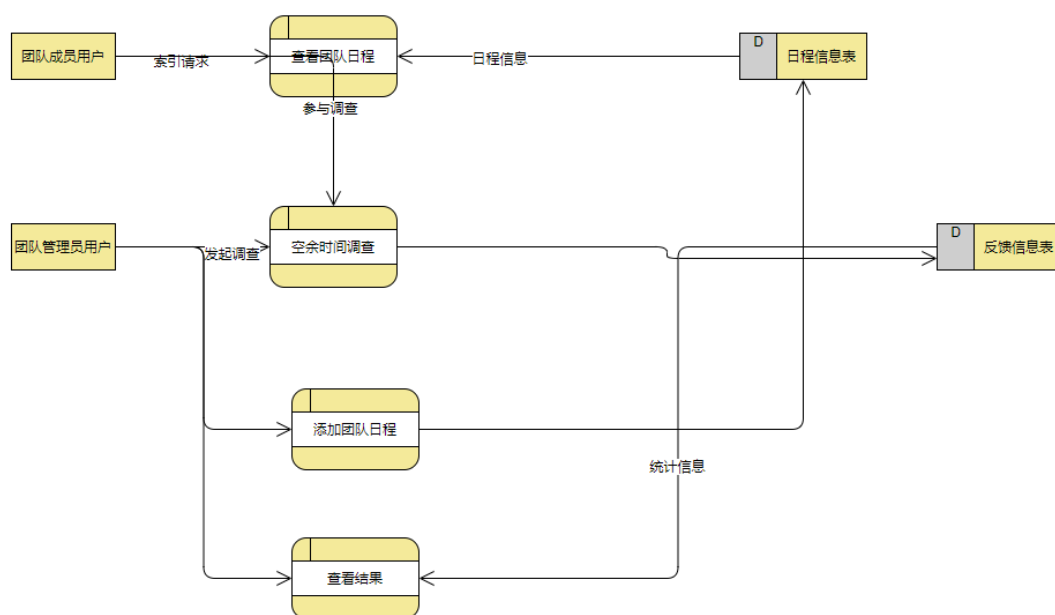 团队成员用户
索引请求
查看团队日程
日程信息
D
日程信息表
参与调查
团队管理员用户
发起调查
空余时间调查
D
反馈信息表
添加团队日程
统计信息
查看结果